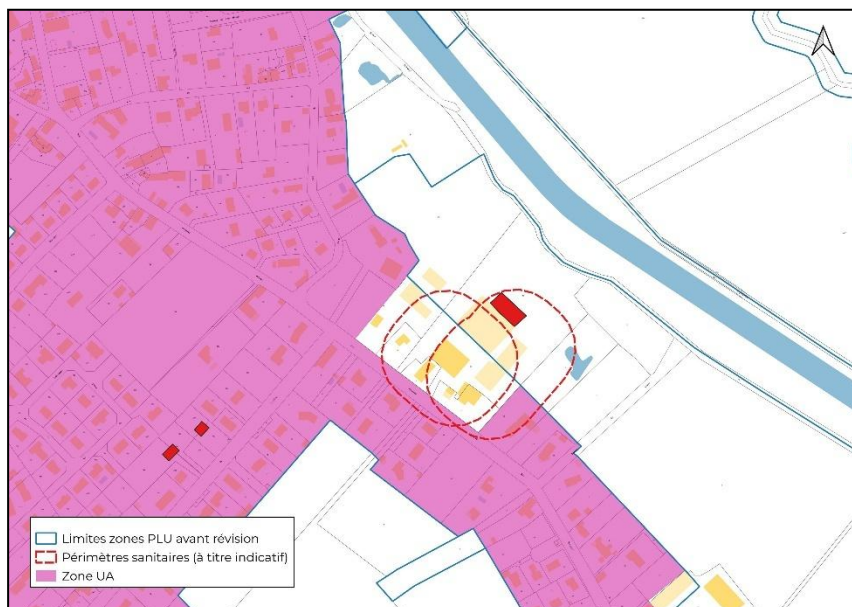 Limites zones PLU avant révision
Périmètres sanitaires (à titre indicatif)
Zone UA